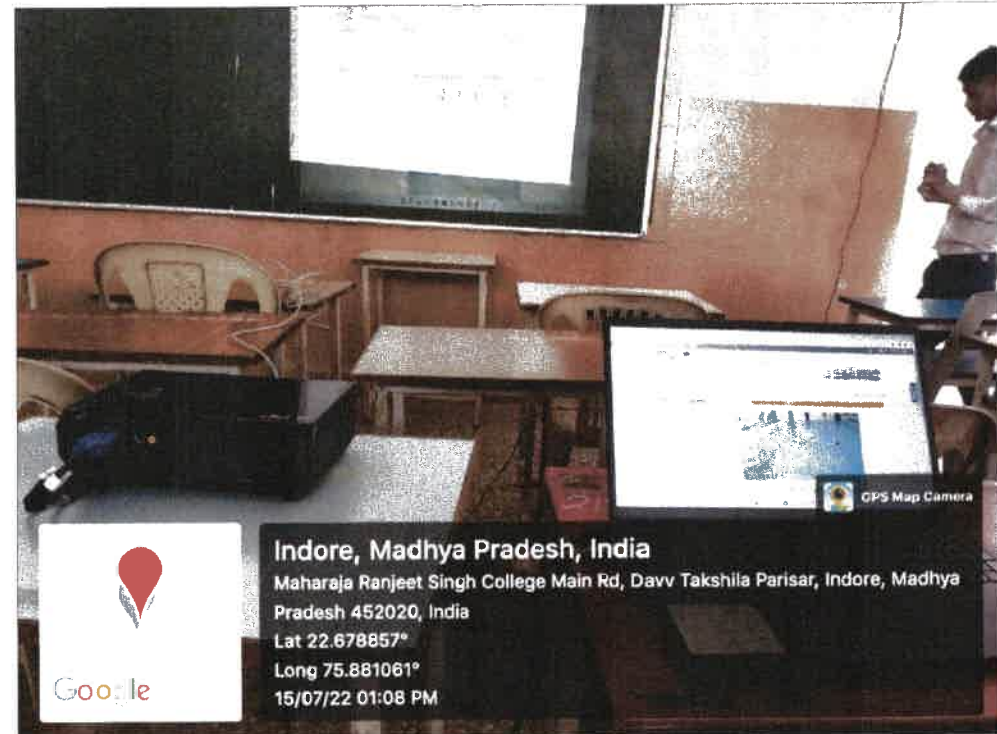 GPS Map Camera
Indore, Madhya Pradesh, India
Maharaja Ranjeet Singh College Main Rd, Davv Takshila Parisar, Indore, Madhya
Pradesh 452020, India
Lat 22.678857°
Long 75.881061°
15/07/22 01:08 PM
Google